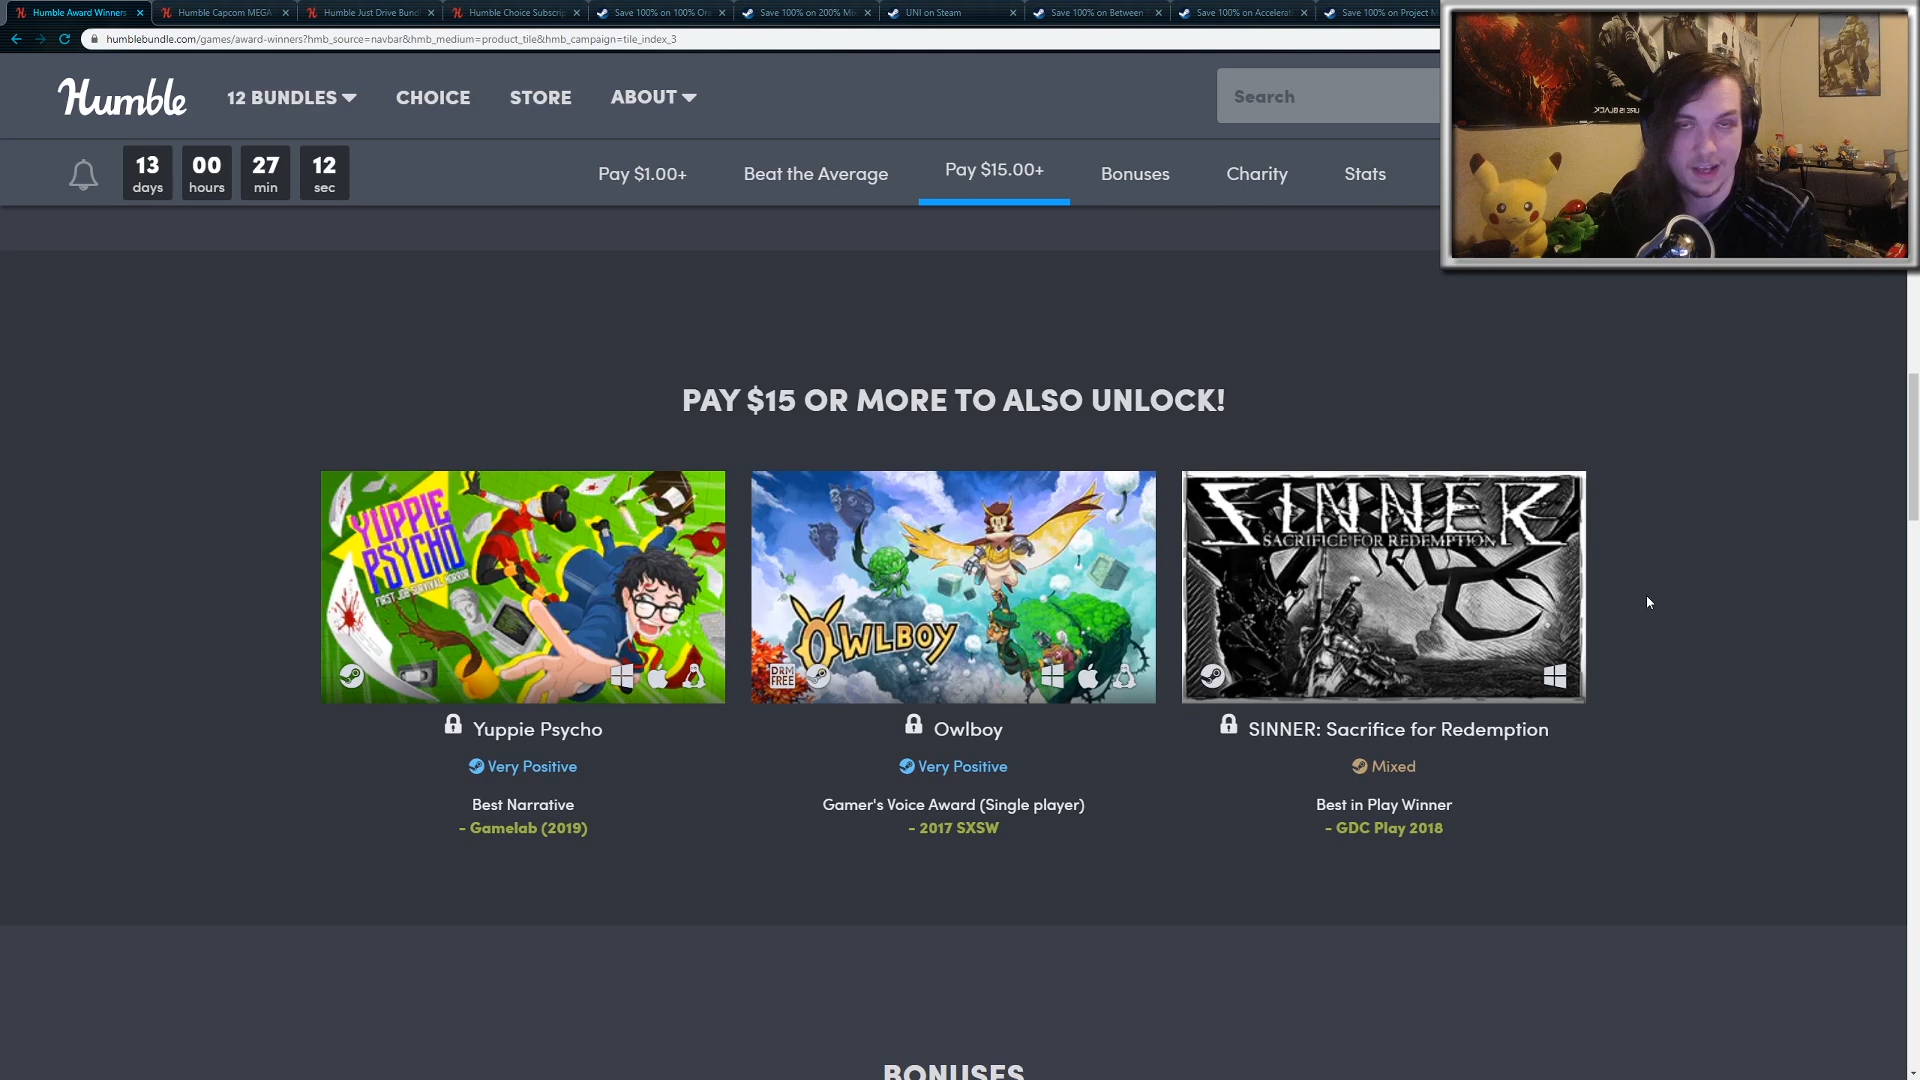 Humble Award Winners
Humble Capcom MEGA
Humble Just Drive Bund
Humble Choice Subscrip
Save 100% on 100% Ora
Save 100% on 200% Mi
UNI on Steam
Save 100% on Between
Save 100% on Accelerati
Save 100% on Project M
humblebundle.com/games/award-winners?hmb_source=navbar&hmb_medium=product_tile&hmb_campaign=tile_index_3
Humble
12 BUNDLES
CHOICE
STORE
ABOUT
Search
13 days
00 hours
27 min
12 sec
Pay $1.00+
Beat the Average
Pay $15.00+
Bonuses
Charity
Stats
PAY $15 OR MORE TO ALSO UNLOCK!
YUPPIE PSYCHO
FIRST JOB SURVIVAL HORROR
DRM FREE
OWLBOY
SINNER
SACRIFICE FOR REDEMPTION
Yuppie Psycho
Owlboy
SINNER: Sacrifice for Redemption
Very Positive
Very Positive
Mixed
Best Narrative
- Gamelab (2019)
Gamer's Voice Award (Single player)
- 2017 SXSW
Best in Play Winner
- GDC Play 2018
BONUSES